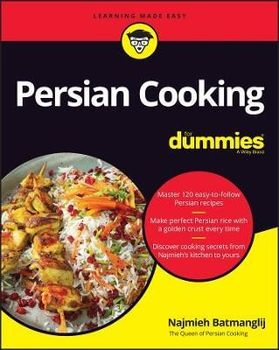 LEARNING MADE EASY
Persian Cooking
for
dummies
A Wiley Brand
Master 120 easy-to-follow
Persian recipes
Make perfect Persian rice with
a golden crust every time
Discover cooking secrets from
Najmieh's kitchen to yours
Najmieh Batmanglij
The Queen of Persian Cooking